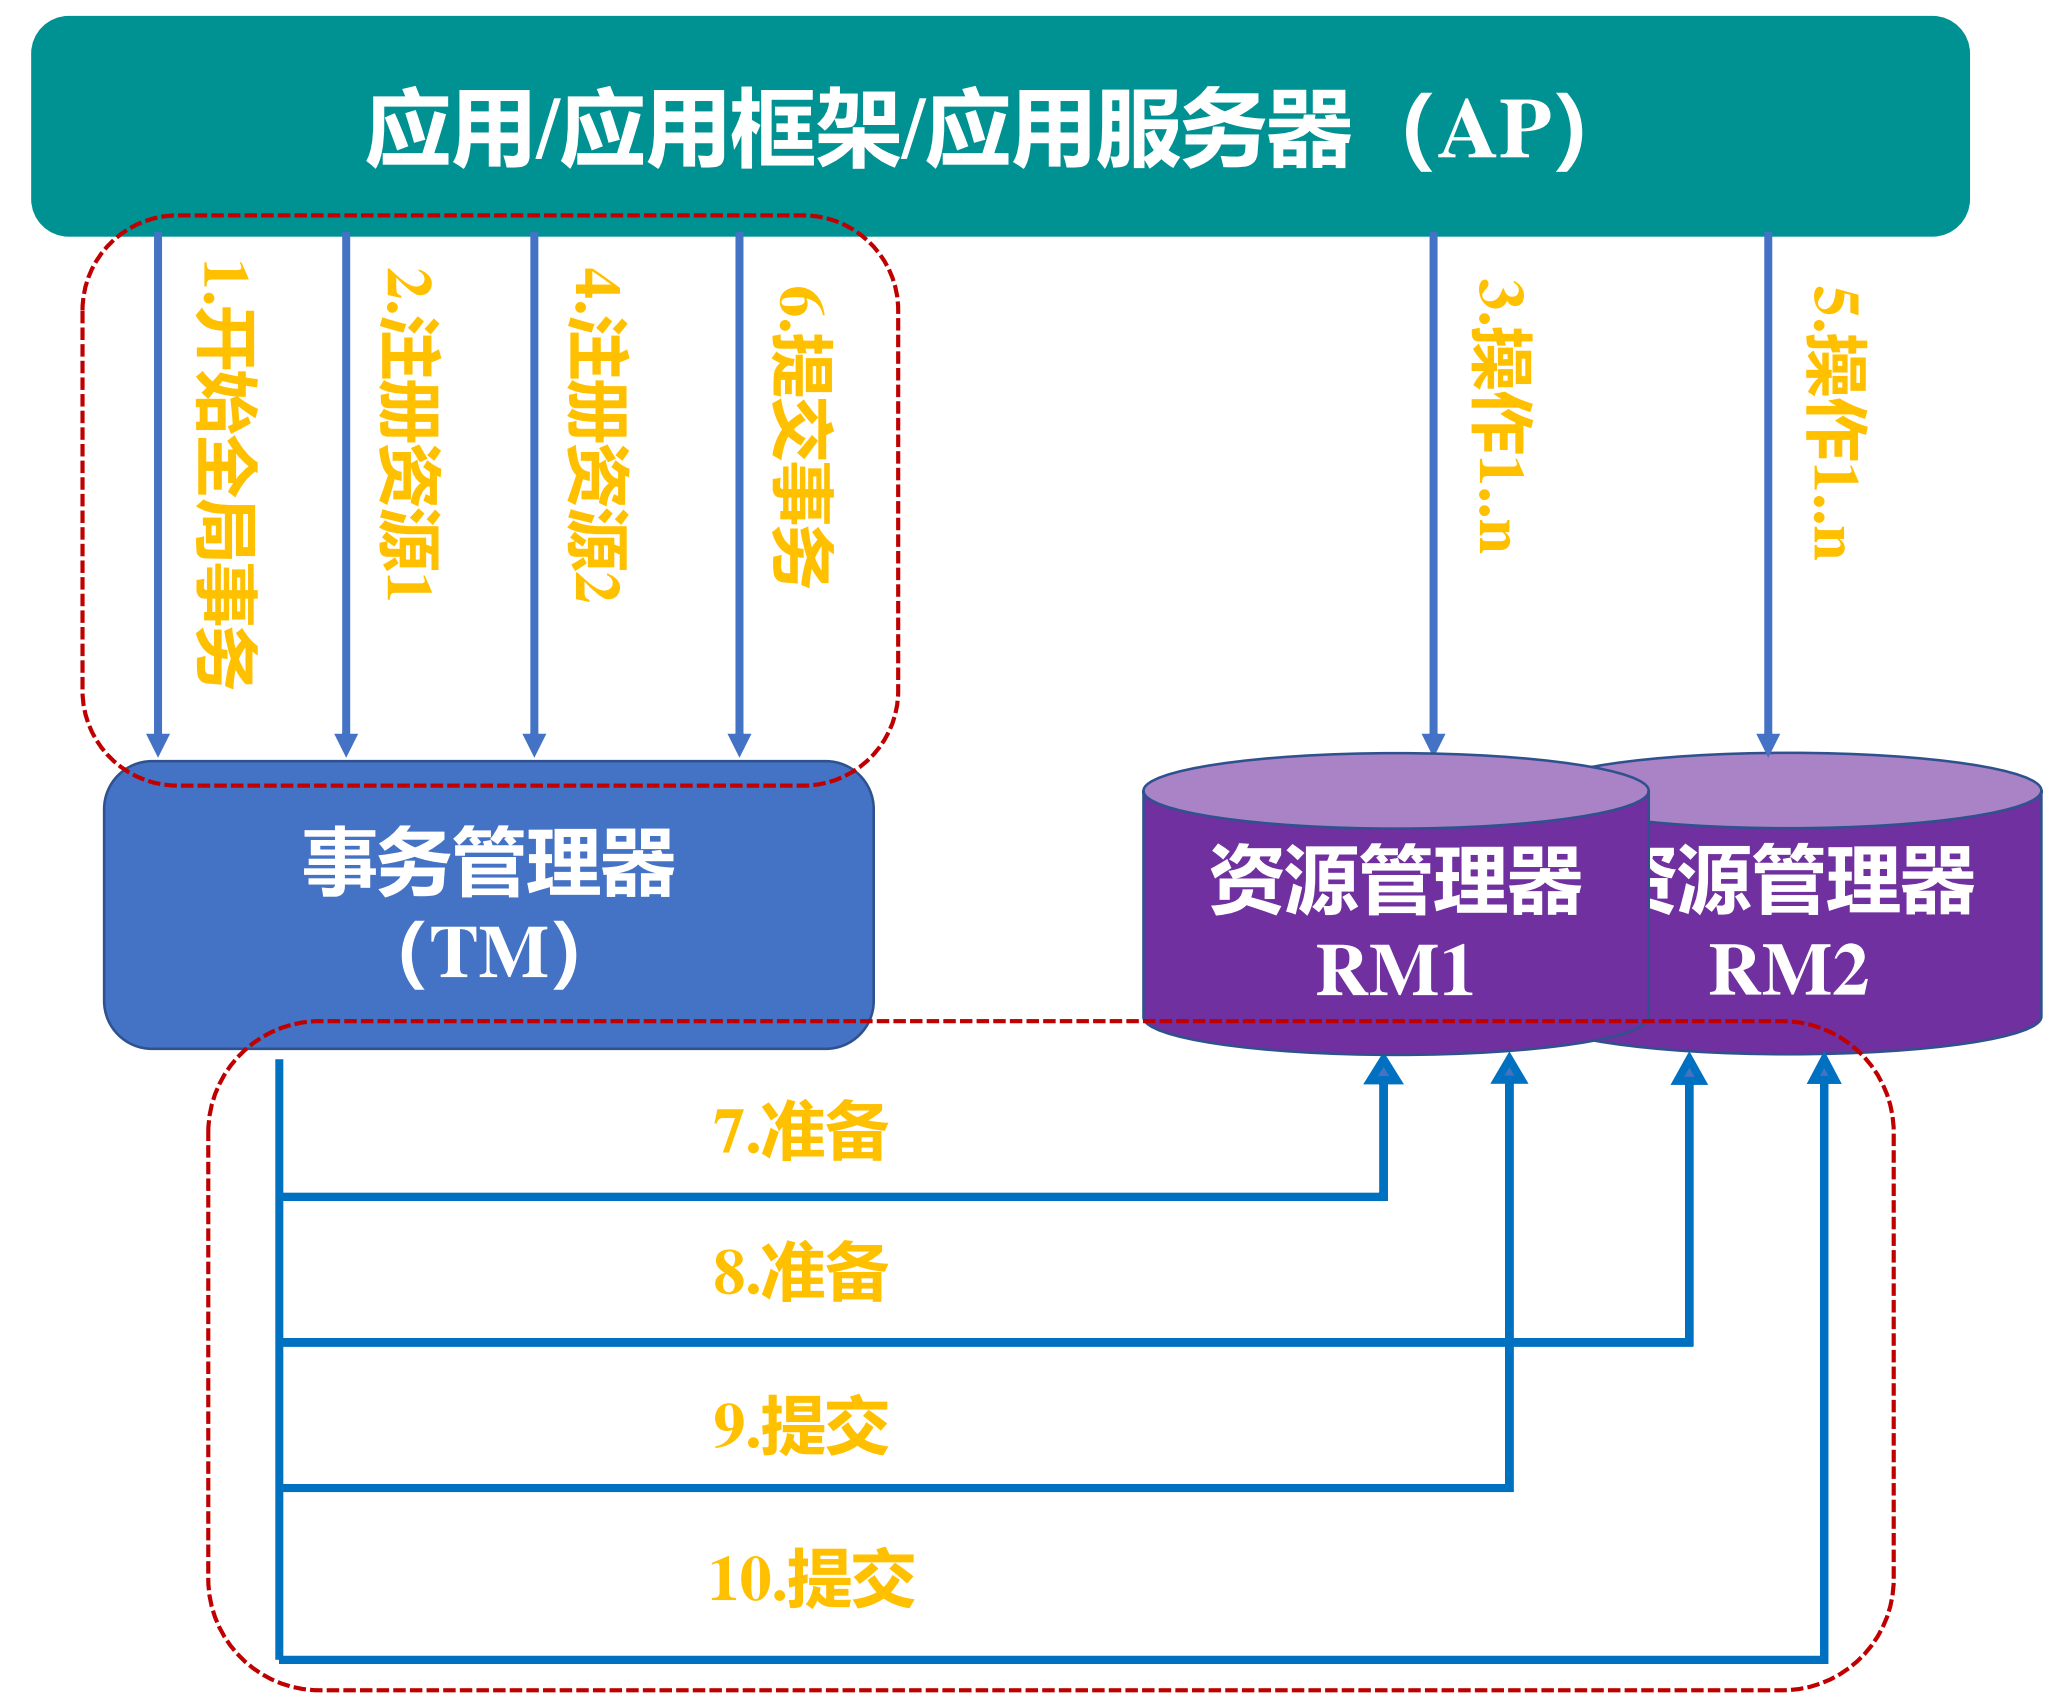 应用/应用框架/应用服务器（AP）
1.开始全局事务
2.注册资源1
4.注册资源2
6.提交事务
3.操作1..n
5.操作1..n
事务管理器
（TM）
资源管理器
RM1
资源管理器
RM2
7.准备
8.准备
9.提交
10.提交